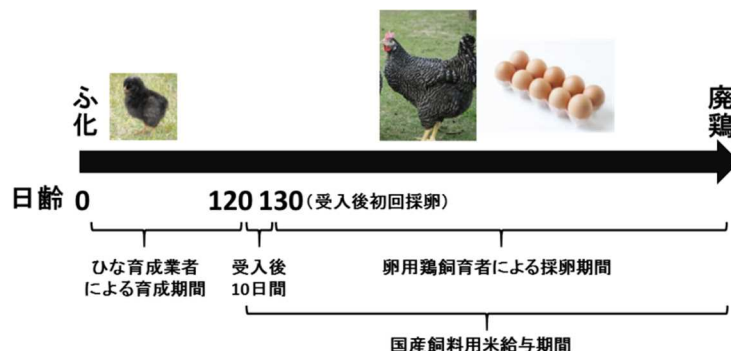 ふ化
廃鶏
日齢 0 120 130(受入後初回採卵)
ひな育成業者
による育成期間
受入後
10日間
卵用鶏飼育者による採卵期間
国産飼料用米給与期間